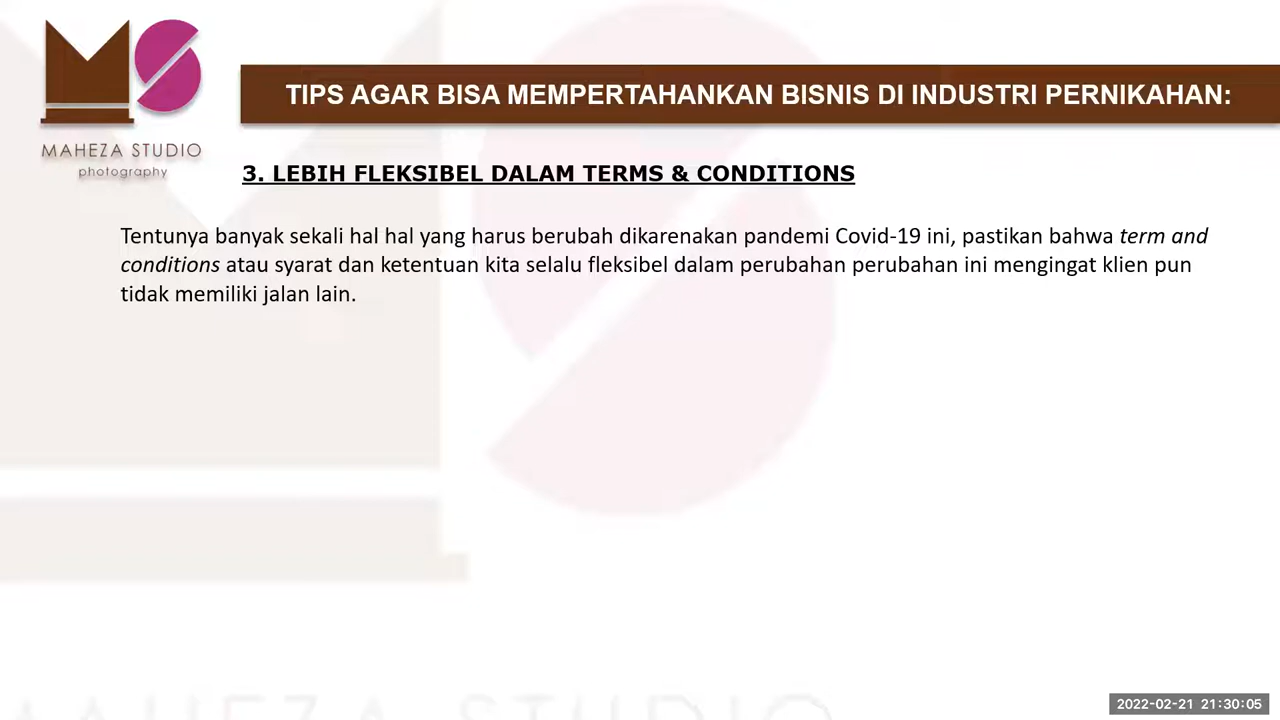 MAHEZA STUDIO
photography
TIPS AGAR BISA MEMPERTAHANKAN BISNIS DI INDUSTRI PERNIKAHAN:
3. LEBIH FLEKSIBEL DALAM TERMS & CONDITIONS
Tentunya banyak sekali hal hal yang harus berubah dikarenakan pandemi Covid-19 ini, pastikan bahwa term and
conditions atau syarat dan ketentuan kita selalu fleksibel dalam perubahan perubahan ini mengingat klien pun
tidak memiliki jalan lain.
MAHEZA STUDIO
2022-02-21 21:30:05